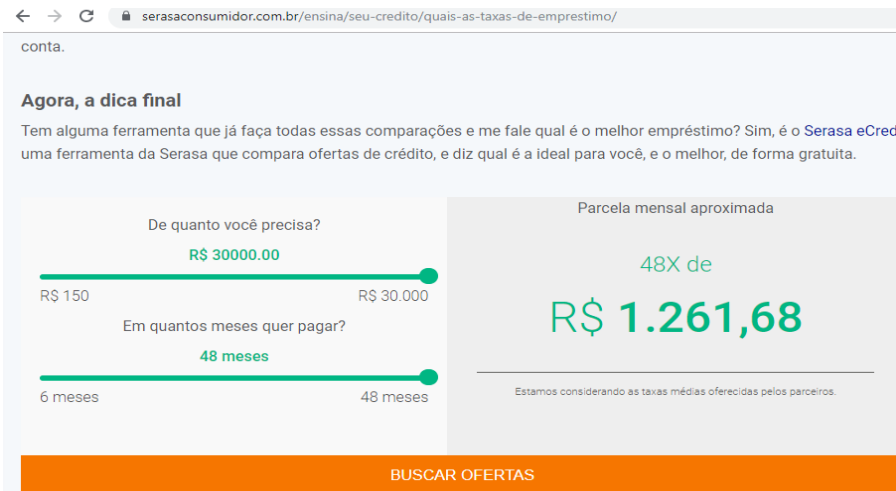 serasaconsumidor.com.br/ensina/seu-credito/quais-as-taxas-de-emprestimo/
conta.
Agora, a dica final
Tem alguma ferramenta que já faça todas essas comparações e me fale qual é o melhor empréstimo? Sim, é o Serasa eCred
uma ferramenta da Serasa que compara ofertas de crédito, e diz qual é a ideal para você, e o melhor, de forma gratuita.
De quanto você precisa?
R$ 30000.00
R$ 150
R$ 30.000
Em quantos meses quer pagar?
48 meses
6 meses
48 meses
Parcela mensal aproximada
48X de
R$ 1.261,68
Estamos considerando as taxas médias oferecidas pelos parceiros.
BUSCAR OFERTAS